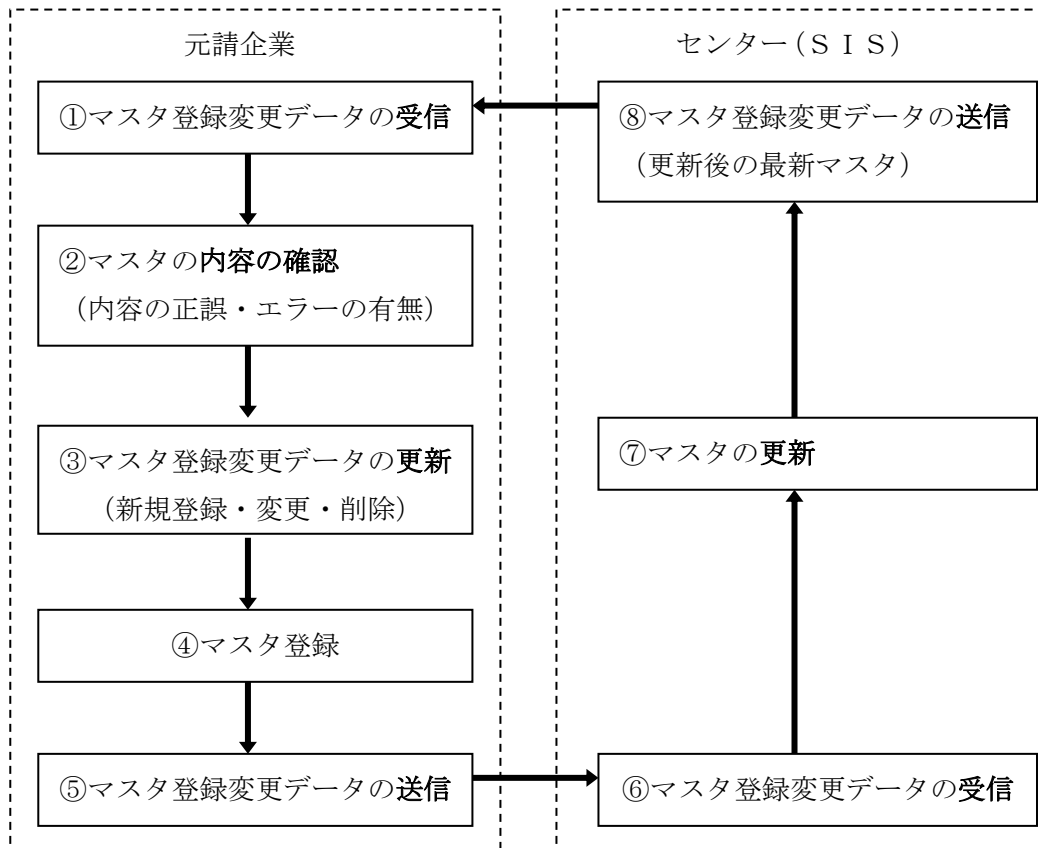 元請企業
①マスタ登録変更データの受信
②マスタの内容の確認
（内容の正誤・エラーの有無）
③マスタ登録変更データの更新
（新規登録・変更・削除）
④マスタ登録
⑤マスタ登録変更データの送信
センター（ＳＩＳ）
⑧マスタ登録変更データの送信
（更新後の最新マスタ）
⑦マスタの更新
⑥マスタ登録変更データの受信